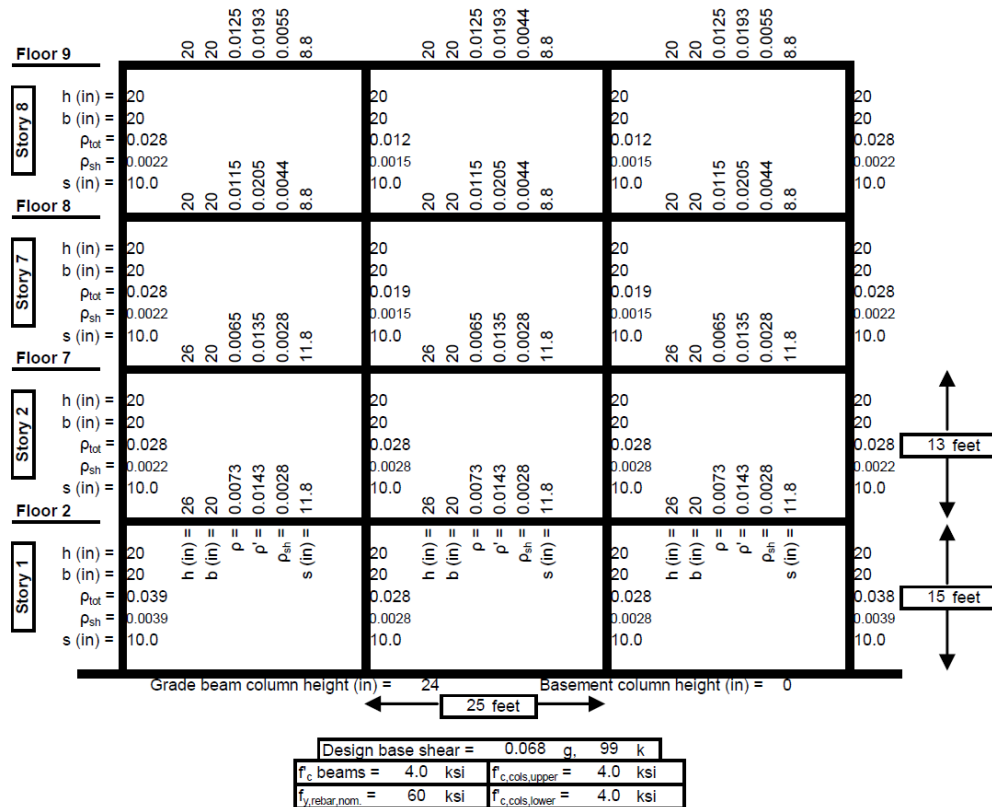 20 20 0.0125 0.0193 0.0055 8.8 20 20 0.0125 0.0193 0.0044 8.8 20 20 0.0125 0.0193 0.0055 8.8
Floor 9
Story 8
h (in) = 20 20 20 20
b (in) = 20 20 20 20
ρtot = 0.028 0.012 0.012 0.028
ρsh = 0.0022 0.0015 0.0015 0.0022
s (in) = 10.0 10.0 10.0 10.0
20 20 0.0115 0.0205 0.0044 8.8 20 20 0.0115 0.0205 0.0044 8.8 20 20 0.0115 0.0205 0.0044 8.8
Floor 8
Story 7
h (in) = 20 20 20 20
b (in) = 20 20 20 20
ρtot = 0.028 0.019 0.019 0.028
ρsh = 0.0022 0.0015 0.0015 0.0022
s (in) = 10.0 10.0 10.0 10.0
26 20 0.0065 0.0135 0.0028 11.8 26 20 0.0065 0.0135 0.0028 11.8 26 20 0.0065 0.0135 0.0028 11.8
Floor 7
Story 2
h (in) = 20 20 20 20
b (in) = 20 20 20 20
ρtot = 0.028 0.028 0.028 0.028
ρsh = 0.0022 0.0028 0.0028 0.0022
s (in) = 10.0 10.0 10.0 10.0
13 feet
26 20 0.0073 0.0143 0.0028 11.8 26 20 0.0073 0.0143 0.0028 11.8 26 20 0.0073 0.0143 0.0028 11.8
Floor 2
h (in) = b (in) = ρ = ρ' = ρsh = s (in) = h (in) = b (in) = ρ = ρ' = ρsh = s (in) = h (in) = b (in) = ρ = ρ' = ρsh = s (in) =
Story 1
h (in) = 20 20 20 20
b (in) = 20 20 20 20
ρtot = 0.039 0.028 0.028 0.038
ρsh = 0.0039 0.0028 0.0028 0.0039
s (in) = 10.0 10.0 10.0 10.0
15 feet
Grade beam column height (in) = 24 Basement column height (in) = 0
25 feet
Design base shear = 0.068 g, 99 k
f'c beams = 4.0 ksi f'c,cols,upper = 4.0 ksi
fy,rebar,nom. = 60 ksi f'c,cols,lower = 4.0 ksi